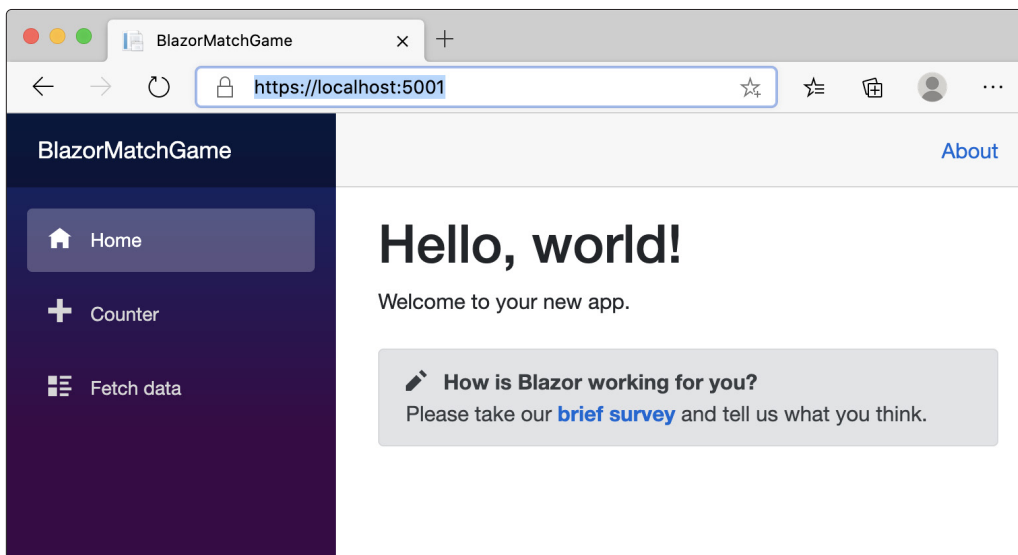 BlazorMatchGame
https://localhost:5001
BlazorMatchGame
About
Home
Counter
Fetch data
Hello, world!
Welcome to your new app.
How is Blazor working for you?
Please take our brief survey and tell us what you think.